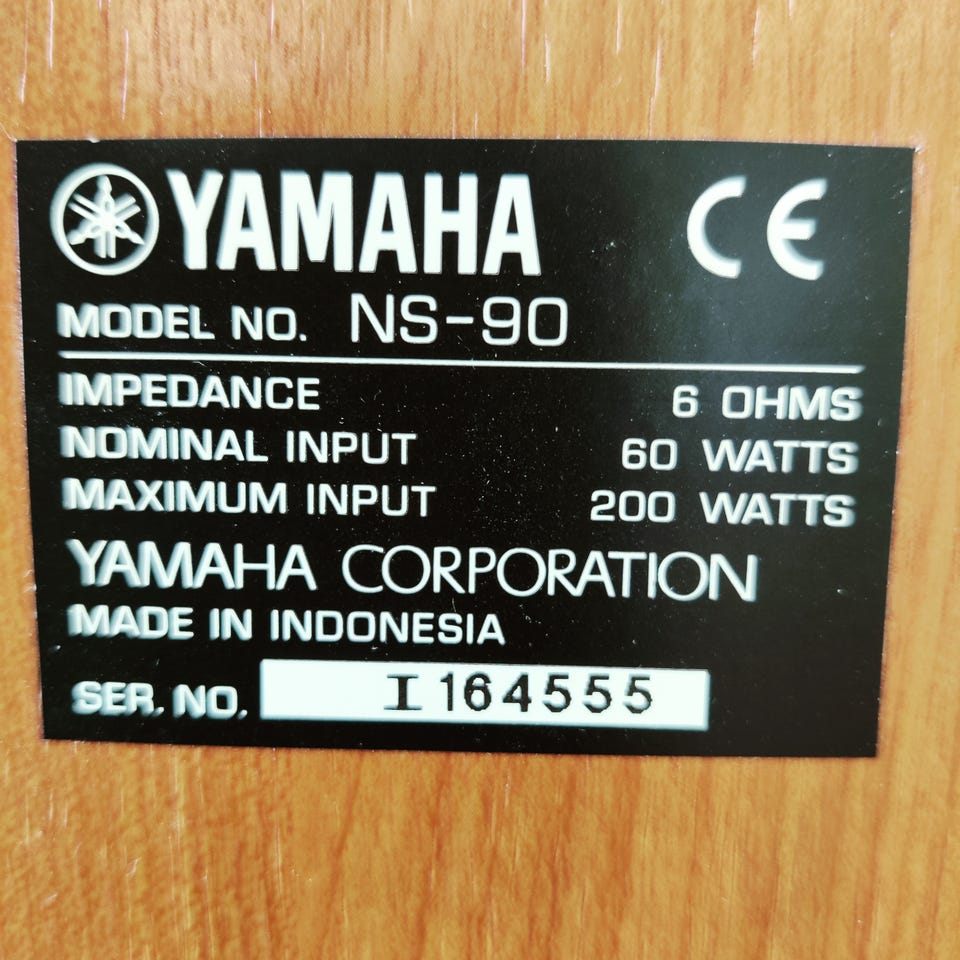 YAMAHA CE
MODEL NO. NS-90
IMPEDANCE 6 OHMS
NOMINAL INPUT 60 WATTS
MAXIMUM INPUT 200 WATTS
YAMAHA CORPORATION
MADE IN INDONESIA
SER. NO. I164555